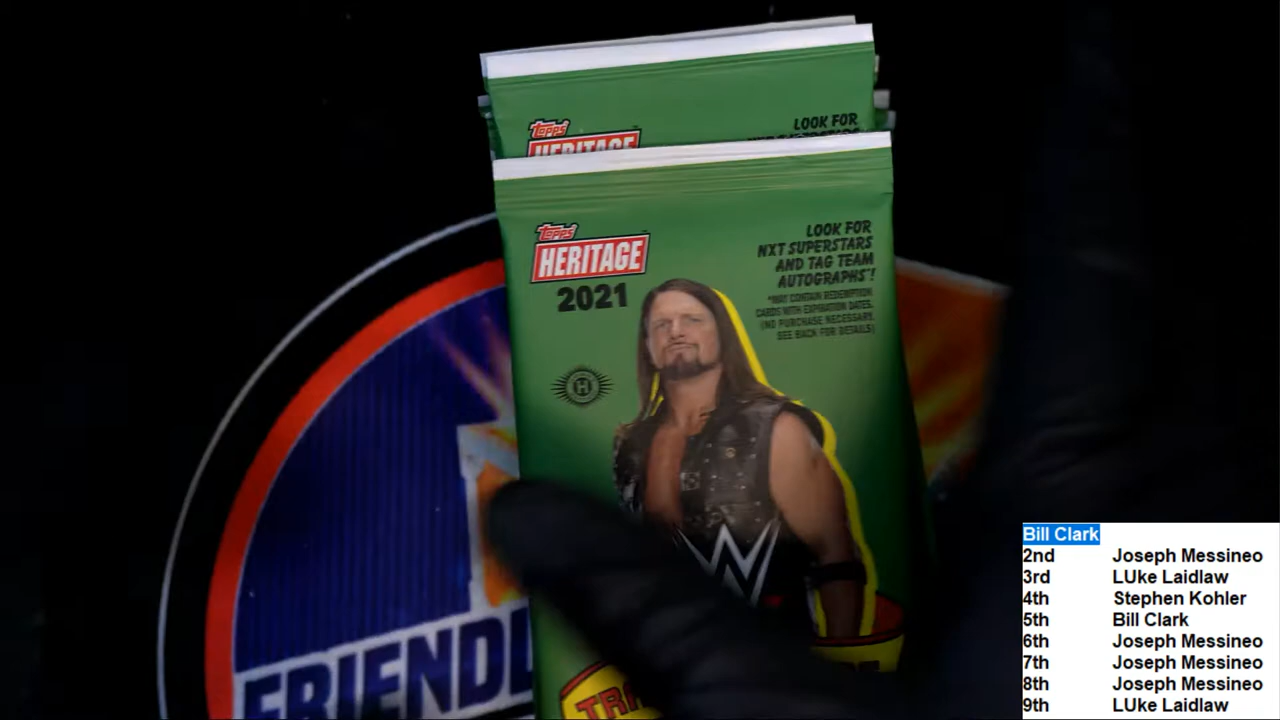 LOOK FOR
Topps
HERITAGE
Topps
HERITAGE
2021
LOOK FOR
NXT SUPERSTARS
AND TAG TEAM
AUTOGRAPHS*!
*MAY CONTAIN REDEMPTION
CARDS WITH EXPIRATION DATES.
(NO PURCHASE NECESSARY.
SEE BACK FOR DETAILS)
H
W
FRIENDL
TRA
Bill Clark
2nd Joseph Messineo
3rd LUke Laidlaw
4th Stephen Kohler
5th Bill Clark
6th Joseph Messineo
7th Joseph Messineo
8th Joseph Messineo
9th LUke Laidlaw